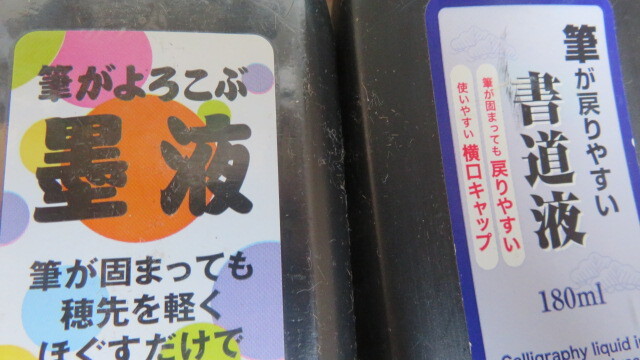 筆がよろこぶ
墨液
筆が固まっても
穂先を軽く
ほぐすだけで
筆が戻りやすい
書道液
筆が固まっても戻りやすい
使いやすい横口キャップ
180ml
Calligraphy liquid